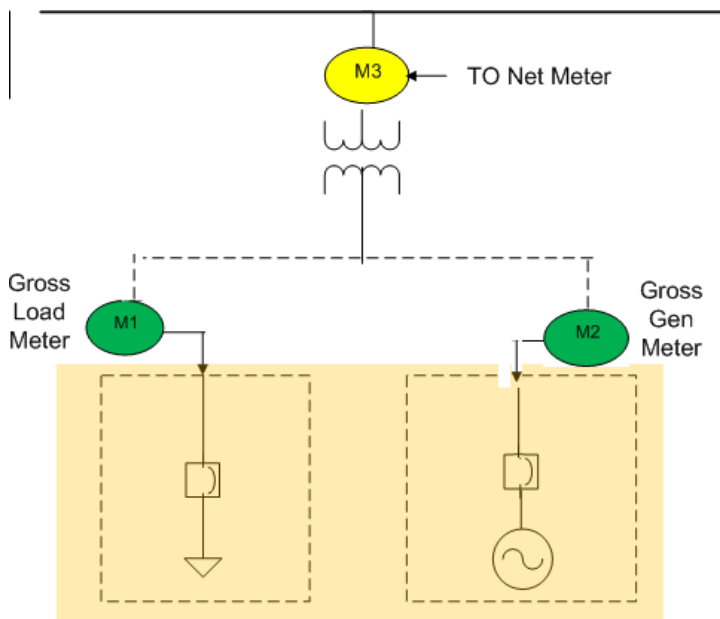 M3
TO Net Meter
Gross
Load
Meter
M1
M2
Gross
Gen
Meter